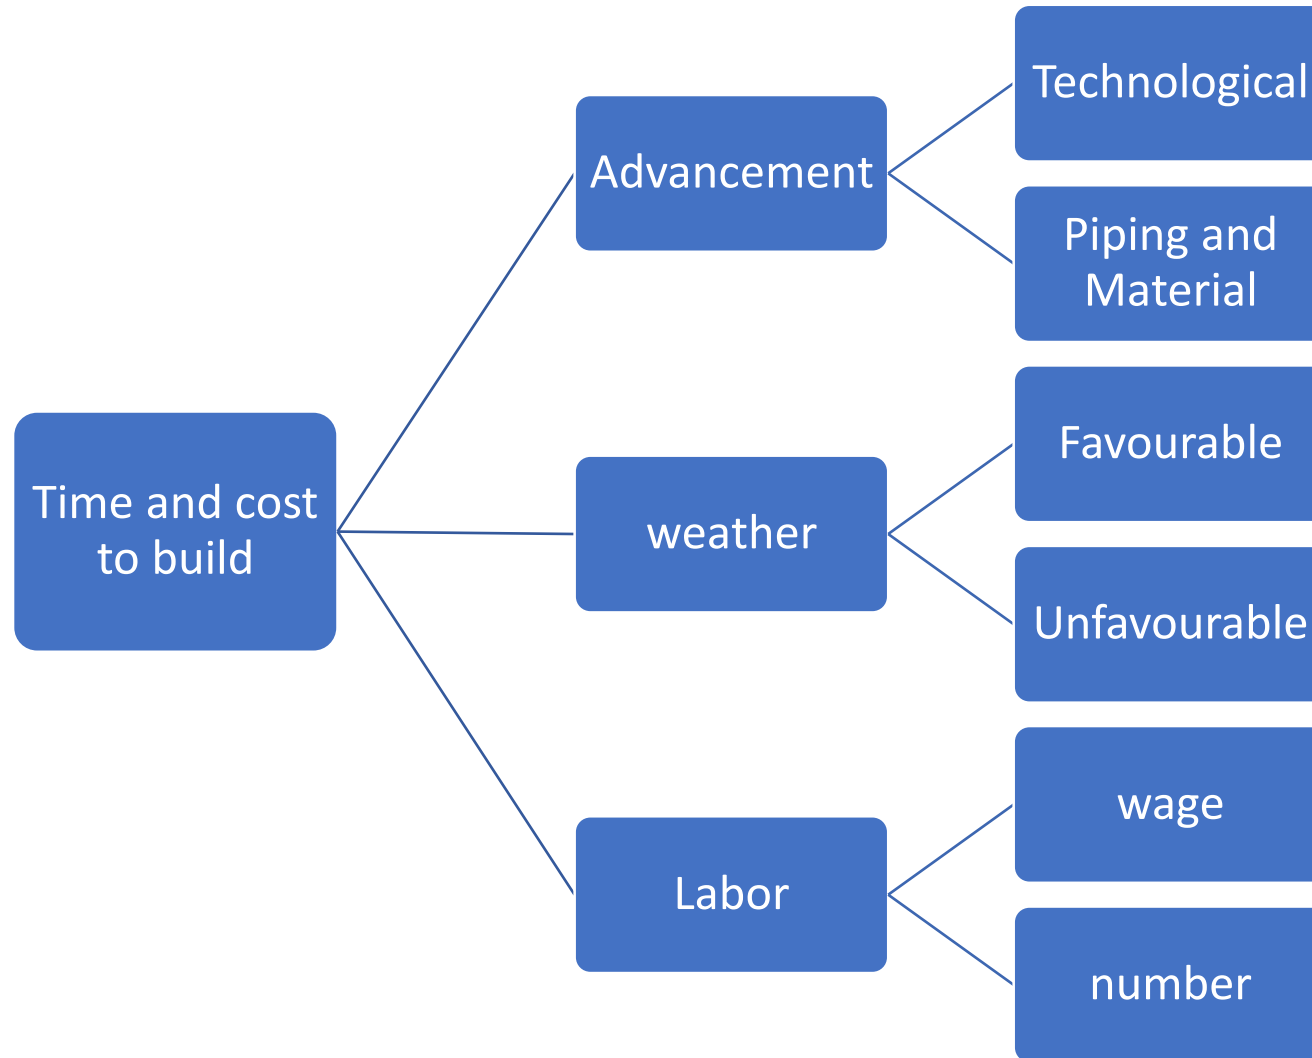 Time and cost
to build
Advancement
Technological
Piping and
Material
weather
Favourable
Unfavourable
Labor
wage
number